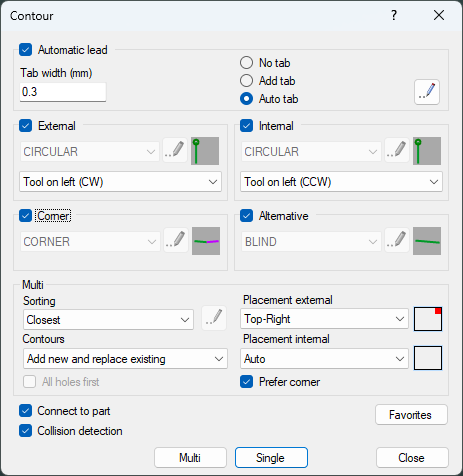 Contour
?
Automatic lead
Tab width (mm)
0.3
No tab
Add tab
Auto tab
External
CIRCULAR
Tool on left (CW)
Internal
CIRCULAR
Tool on left (CCW)
Corner
CORNER
Alternative
BLIND
Multi
Sorting
Closest
Contours
Add new and replace existing
All holes first
Placement external
Top-Right
Placement internal
Auto
Prefer corner
Connect to part
Collision detection
Favorites
Multi
Single
Close